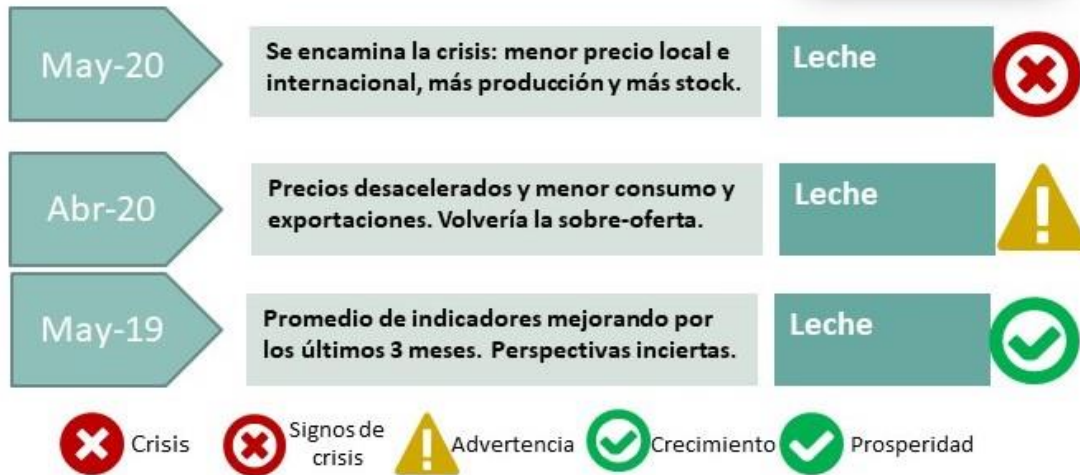 May-20
Se encamina la crisis: menor precio local e
internacional, más producción y más stock.
Leche
Abr-20
Precios desacelerados y menor consumo y
exportaciones. Volvería la sobre-oferta.
Leche
May-19
Promedio de indicadores mejorando por
los últimos 3 meses. Perspectivas inciertas.
Leche
Crisis
Signos de
crisis
Advertencia
Crecimiento
Prosperidad